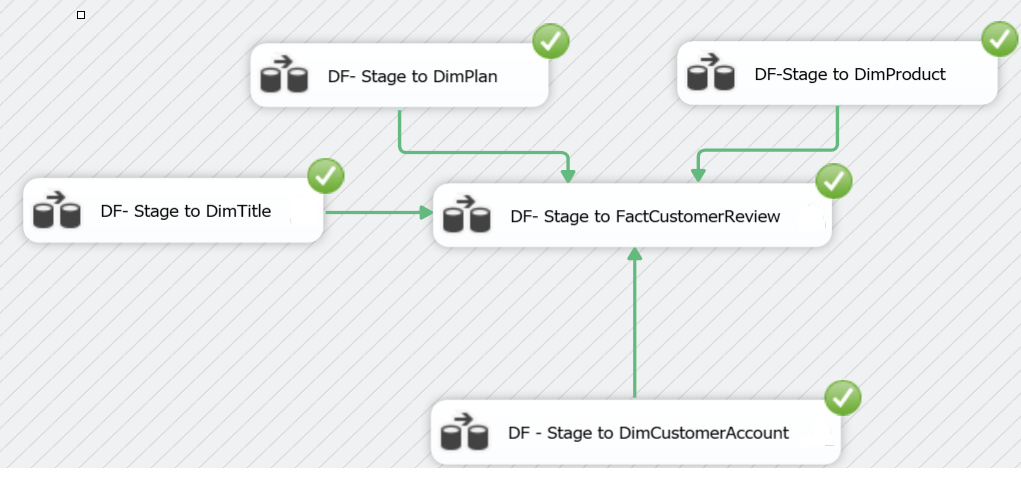 DF- Stage to DimPlan
DF-Stage to DimProduct
DF- Stage to DimTitle
DF- Stage to FactCustomerReview
DF - Stage to DimCustomerAccount